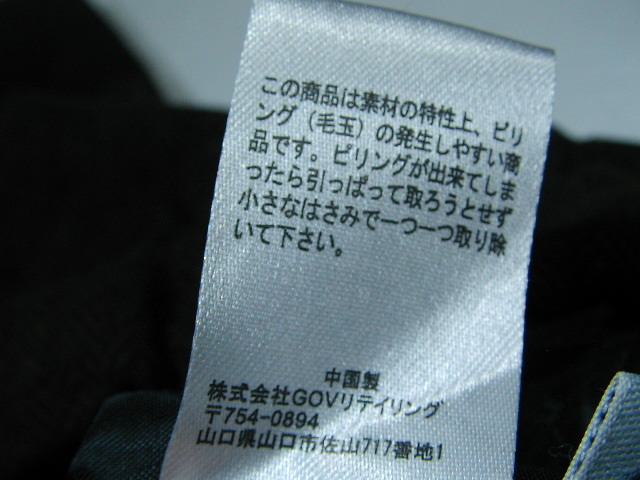 この商品は素材の特性上、ピリ
ング（毛玉）の発生しやすい商
品です。ピリングが出来てしま
ったら引っぱって取ろうとせず
小さなはさみで一つ一つ取り除
いて下さい。
中国製
株式会社GOVリテイリング
〒754-0894
山口県山口市佐山717番地1